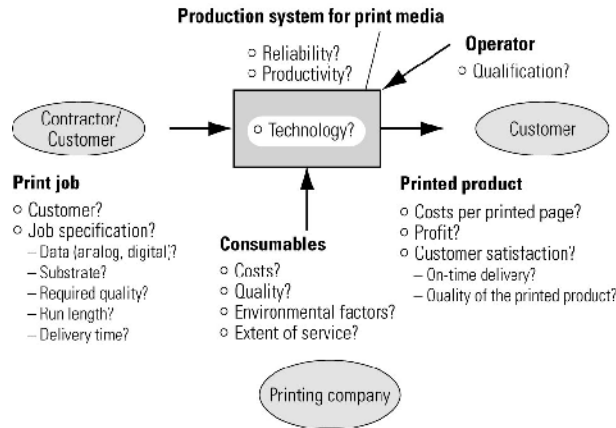 Production system for print media
○ Reliability?
○ Productivity?
Operator
○ Qualification?
Contractor/
Customer
○ Technology?
Customer
Print job
○ Customer?
○ Job specification?
– Data (analog, digital)?
– Substrate?
– Required quality?
– Run length?
– Delivery time?
Consumables
○ Costs?
○ Quality?
○ Environmental factors?
○ Extent of service?
Printed product
○ Costs per printed page?
○ Profit?
○ Customer satisfaction?
– On-time delivery?
– Quality of the printed product?
Printing company